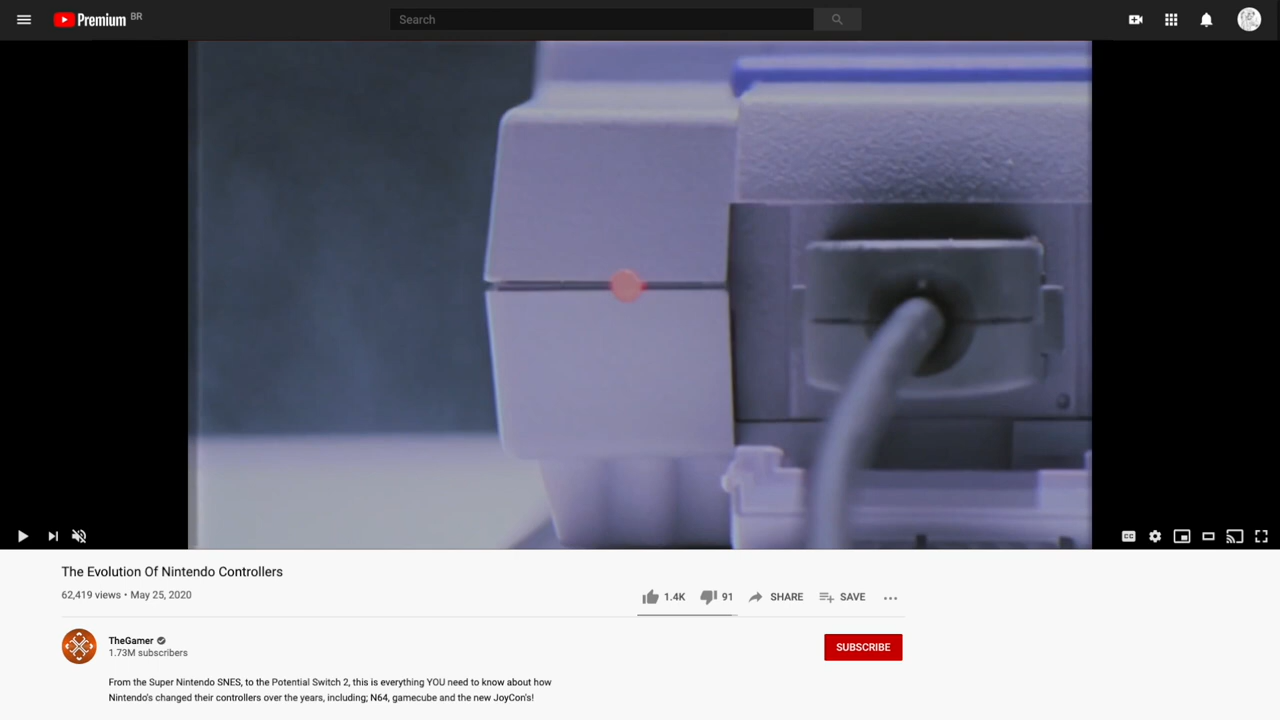 Premium BR
Search
CC
The Evolution Of Nintendo Controllers
62,419 views • May 25, 2020
1.4K
91
SHARE
SAVE
TheGamer
1.73M subscribers
SUBSCRIBE
From the Super Nintendo SNES, to the Potential Switch 2, this is everything YOU need to know about how
Nintendo's changed their controllers over the years, including; N64, gamecube and the new JoyCon's!